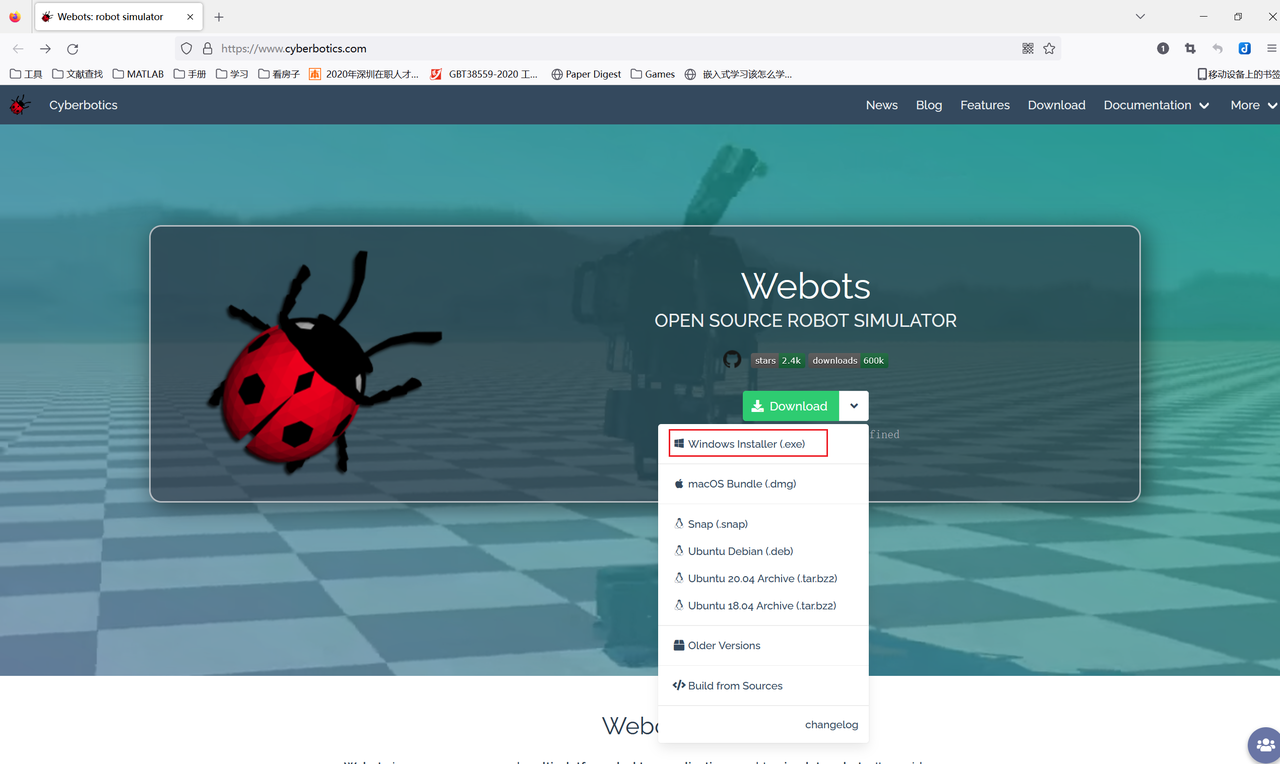 Webots: robot simulator
https://www.cyberbotics.com
1
工具 文献查找 MATLAB 手册 学习 看房子 2020年深圳在职人才... GBT38559-2020 工... Paper Digest Games 嵌入式学习该怎么学... 移动设备上的书签
Cyberbotics News Blog Features Download Documentation More
Webots
OPEN SOURCE ROBOT SIMULATOR
stars 2.4k downloads 600k
Download
fined
Windows Installer (.exe)
macOS Bundle (.dmg)
Snap (.snap)
Ubuntu Debian (.deb)
Ubuntu 20.04 Archive (.tar.bz2)
Ubuntu 18.04 Archive (.tar.bz2)
Older Versions
Build from Sources
changelog